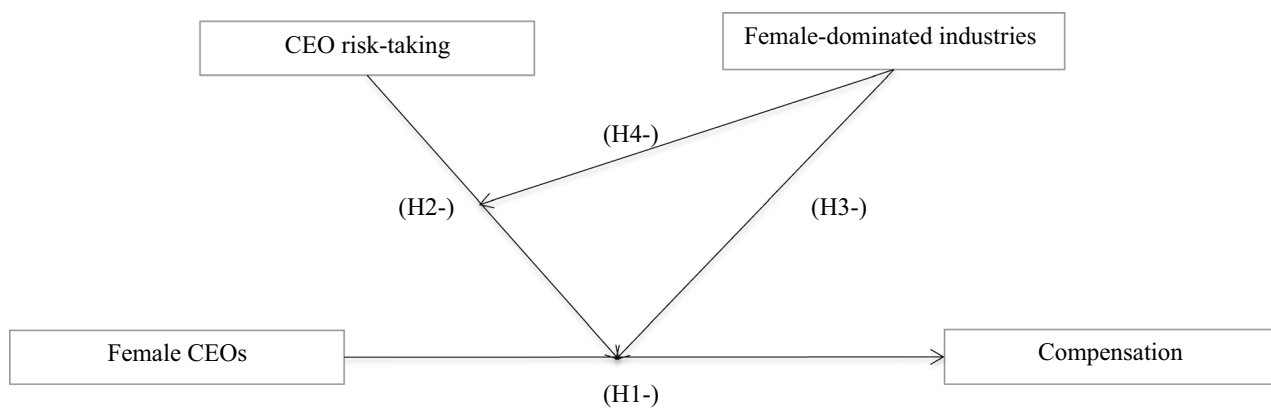 CEO risk-taking
Female-dominated industries
(H4-)
(H2-)
(H3-)
Female CEOs
Compensation
(H1-)